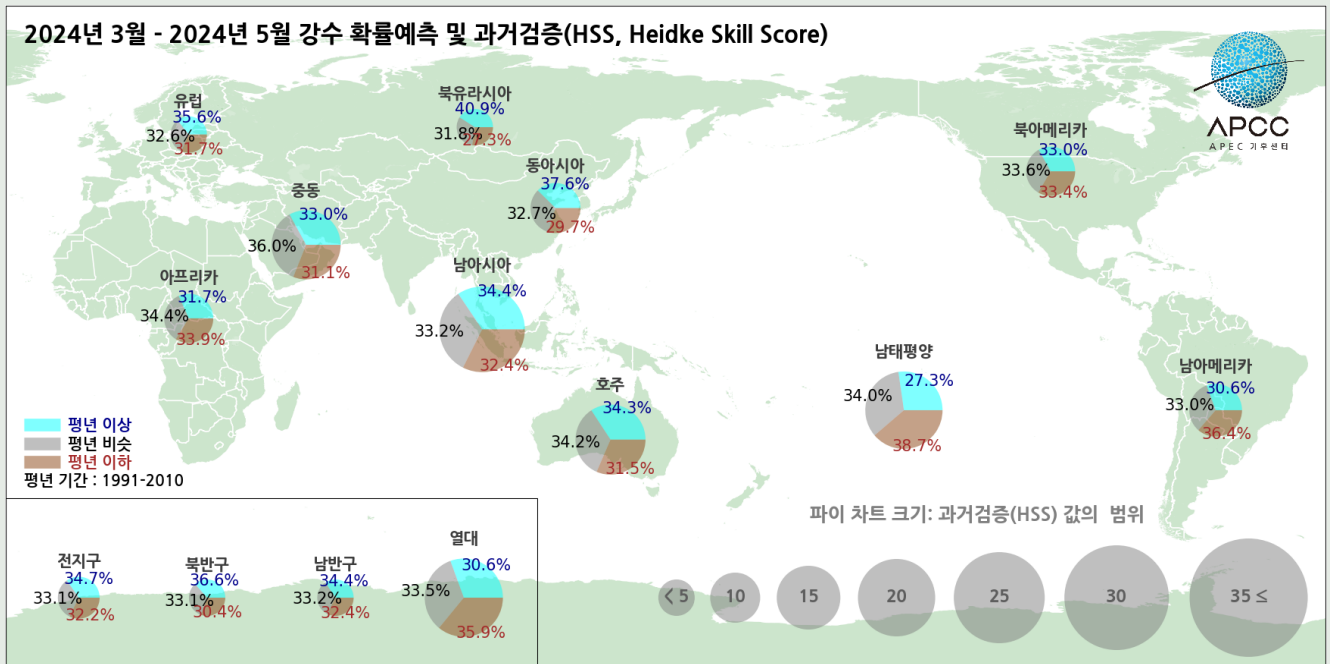 2024년 3월 - 2024년 5월 강수 확률예측 및 과거검증(HSS, Heidke Skill Score)
APCC
APEC 기후센터
유럽
35.6%
32.6%
31.7%
북유라시아
40.9%
31.8%
27.3%
북아메리카
33.0%
33.6%
33.4%
동아시아
37.6%
32.7%
29.7%
중동
33.0%
36.0%
31.1%
남아시아
34.4%
33.2%
32.4%
아프리카
31.7%
34.4%
33.9%
남태평양
27.3%
34.0%
38.7%
남아메리카
30.6%
33.0%
36.4%
호주
34.3%
34.2%
31.5%
평년 이상
평년 비슷
평년 이하
평년 기간 : 1991-2010
파이 차트 크기: 과거검증(HSS) 값의 범위
< 5
10
15
20
25
30
35 ≤
전지구
34.7%
33.1%
32.2%
북반구
36.6%
33.1%
30.4%
남반구
34.4%
33.2%
32.4%
열대
30.6%
33.5%
35.9%